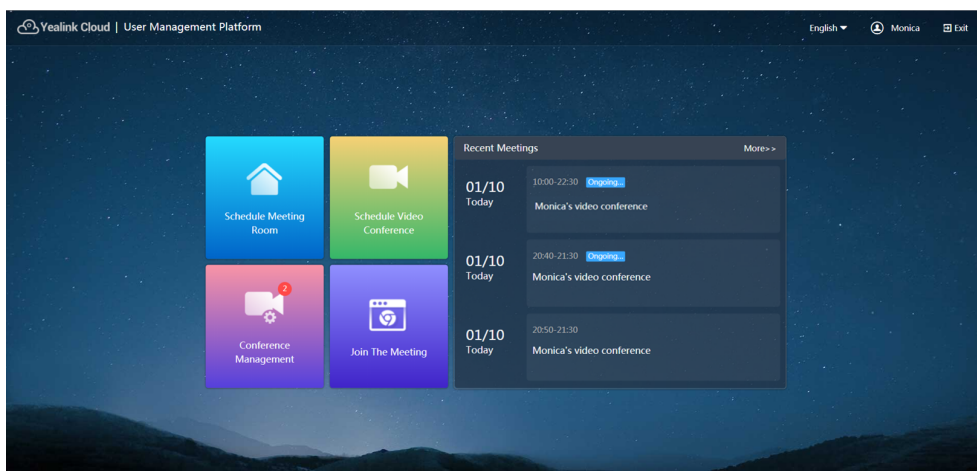 Yealink Cloud | User Management Platform
English
Monica
Exit
Schedule Meeting
Room
Schedule Video
Conference
2
Conference
Management
Join The Meeting
Recent Meetings
More>>
01/10
Today
10:00-22:30 Ongoing...
Monica's video conference
01/10
Today
20:40-21:30 Ongoing...
Monica's video conference
01/10
Today
20:50-21:30
Monica's video conference